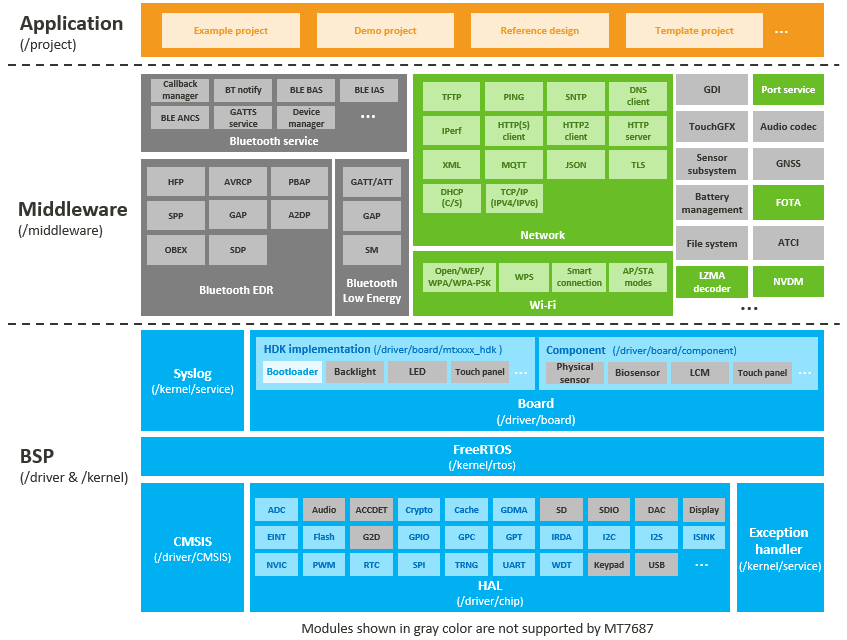 Application
(/project)
Example project
Demo project
Reference design
Template project
...
Middleware
(/middleware)
Callback
manager
BT notify
BLE BAS
BLE IAS
BLE ANCS
GATTS
service
Device
manager
...
Bluetooth service
HFP
AVRCP
PBAP
SPP
GAP
A2DP
OBEX
SDP
Bluetooth EDR
GATT/ATT
GAP
SM
Bluetooth
Low Energy
TFTP
PING
SNTP
DNS
client
IPerf
HTTP(S)
client
HTTP2
client
HTTP
server
XML
MQTT
JSON
TLS
DHCP
(C/S)
TCP/IP
(IPV4/IPV6)
Network
Open/WEP/
WPA/WPA-PSK
WPS
Smart
connection
AP/STA
modes
Wi-Fi
GDI
Port service
TouchGFX
Audio codec
Sensor
subsystem
GNSS
Battery
management
FOTA
File system
ATCI
LZMA
decoder
NVDM
...
BSP
(/driver & /kernel)
Syslog
(/kernel/service)
HDK implementation (/driver/board/mtxxxx_hdk )
Bootloader
Backlight
LED
Touch panel
...
Component (/driver/board/component)
Physical
sensor
Biosensor
LCM
Touch panel
...
Board
(/driver/board)
FreeRTOS
(/kernel/rtos)
CMSIS
(/driver/CMSIS)
ADC
Audio
ACCDET
Crypto
Cache
GDMA
SD
SDIO
DAC
Display
EINT
Flash
G2D
GPIO
GPC
GPT
IRDA
I2C
I2S
ISINK
NVIC
PWM
RTC
SPI
TRNG
UART
WDT
Keypad
USB
...
HAL
(/driver/chip)
Exception
handler
(/kernel/service)
Modules shown in gray color are not supported by MT7687